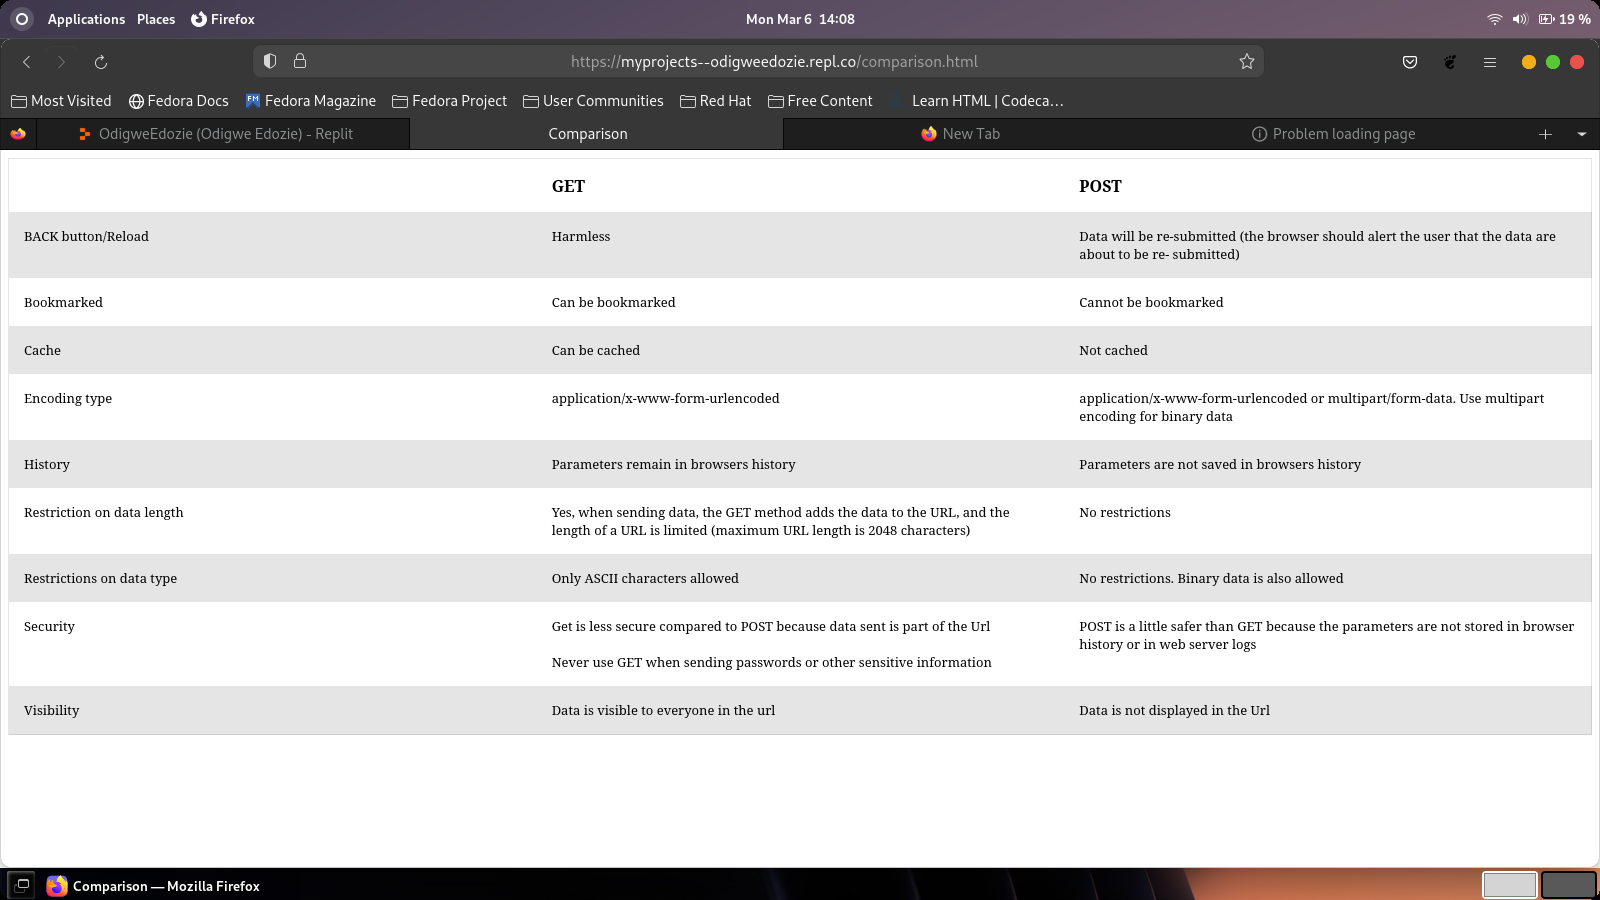 Applications Places Firefox Mon Mar 6 14:08 19 %
https://myprojects--odigweedozie.repl.co/comparison.html
Most Visited Fedora Docs Fedora Magazine Fedora Project User Communities Red Hat Free Content Learn HTML | Codeca…
OdigweEdozie (Odigwe Edozie) - Replit Comparison New Tab Problem loading page
GET POST
BACK button/Reload Harmless Data will be re-submitted (the browser should alert the user that the data are
about to be re- submitted)
Bookmarked Can be bookmarked Cannot be bookmarked
Cache Can be cached Not cached
Encoding type application/x-www-form-urlencoded application/x-www-form-urlencoded or multipart/form-data. Use multipart
encoding for binary data
History Parameters remain in browsers history Parameters are not saved in browsers history
Restriction on data length Yes, when sending data, the GET method adds the data to the URL, and the No restrictions
length of a URL is limited (maximum URL length is 2048 characters)
Restrictions on data type Only ASCII characters allowed No restrictions. Binary data is also allowed
Security Get is less secure compared to POST because data sent is part of the Url POST is a little safer than GET because the parameters are not stored in browser
history or in web server logs
Never use GET when sending passwords or other sensitive information
Visibility Data is visible to everyone in the url Data is not displayed in the Url
Comparison — Mozilla Firefox